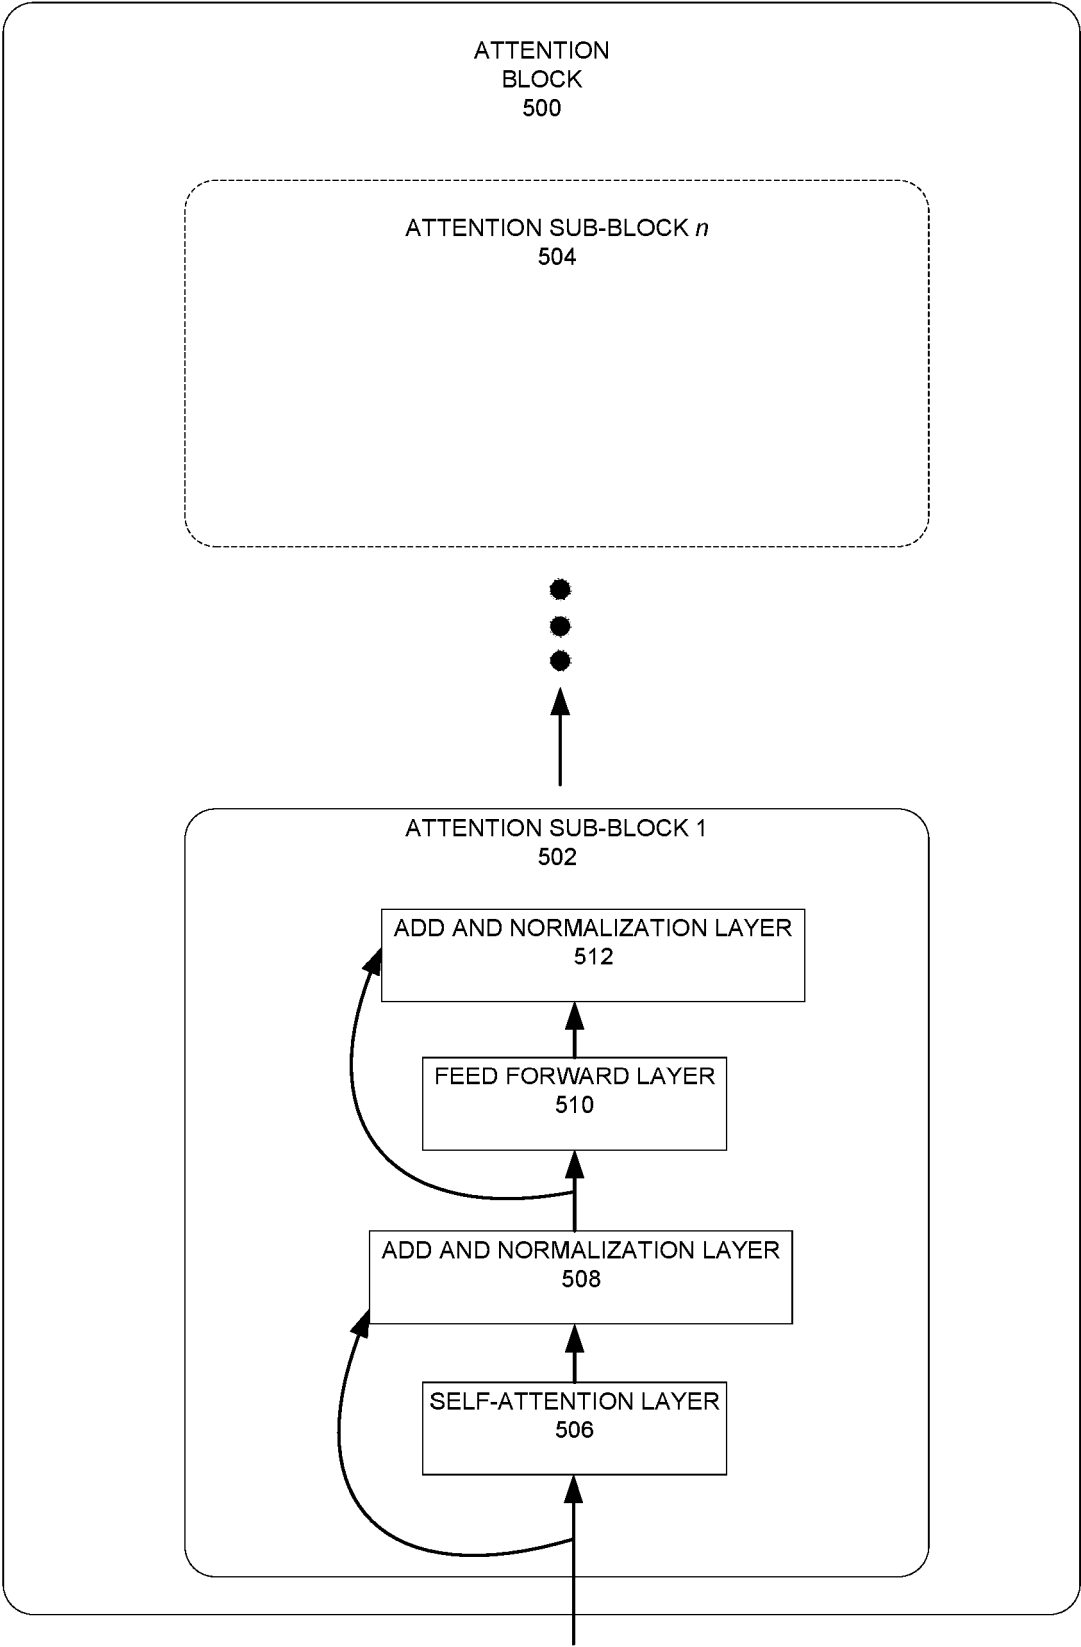 ATTENTION
BLOCK
500
ATTENTION SUB-BLOCK n
504
ATTENTION SUB-BLOCK 1
502
ADD AND NORMALIZATION LAYER
512
FEED FORWARD LAYER
510
ADD AND NORMALIZATION LAYER
508
SELF-ATTENTION LAYER
506